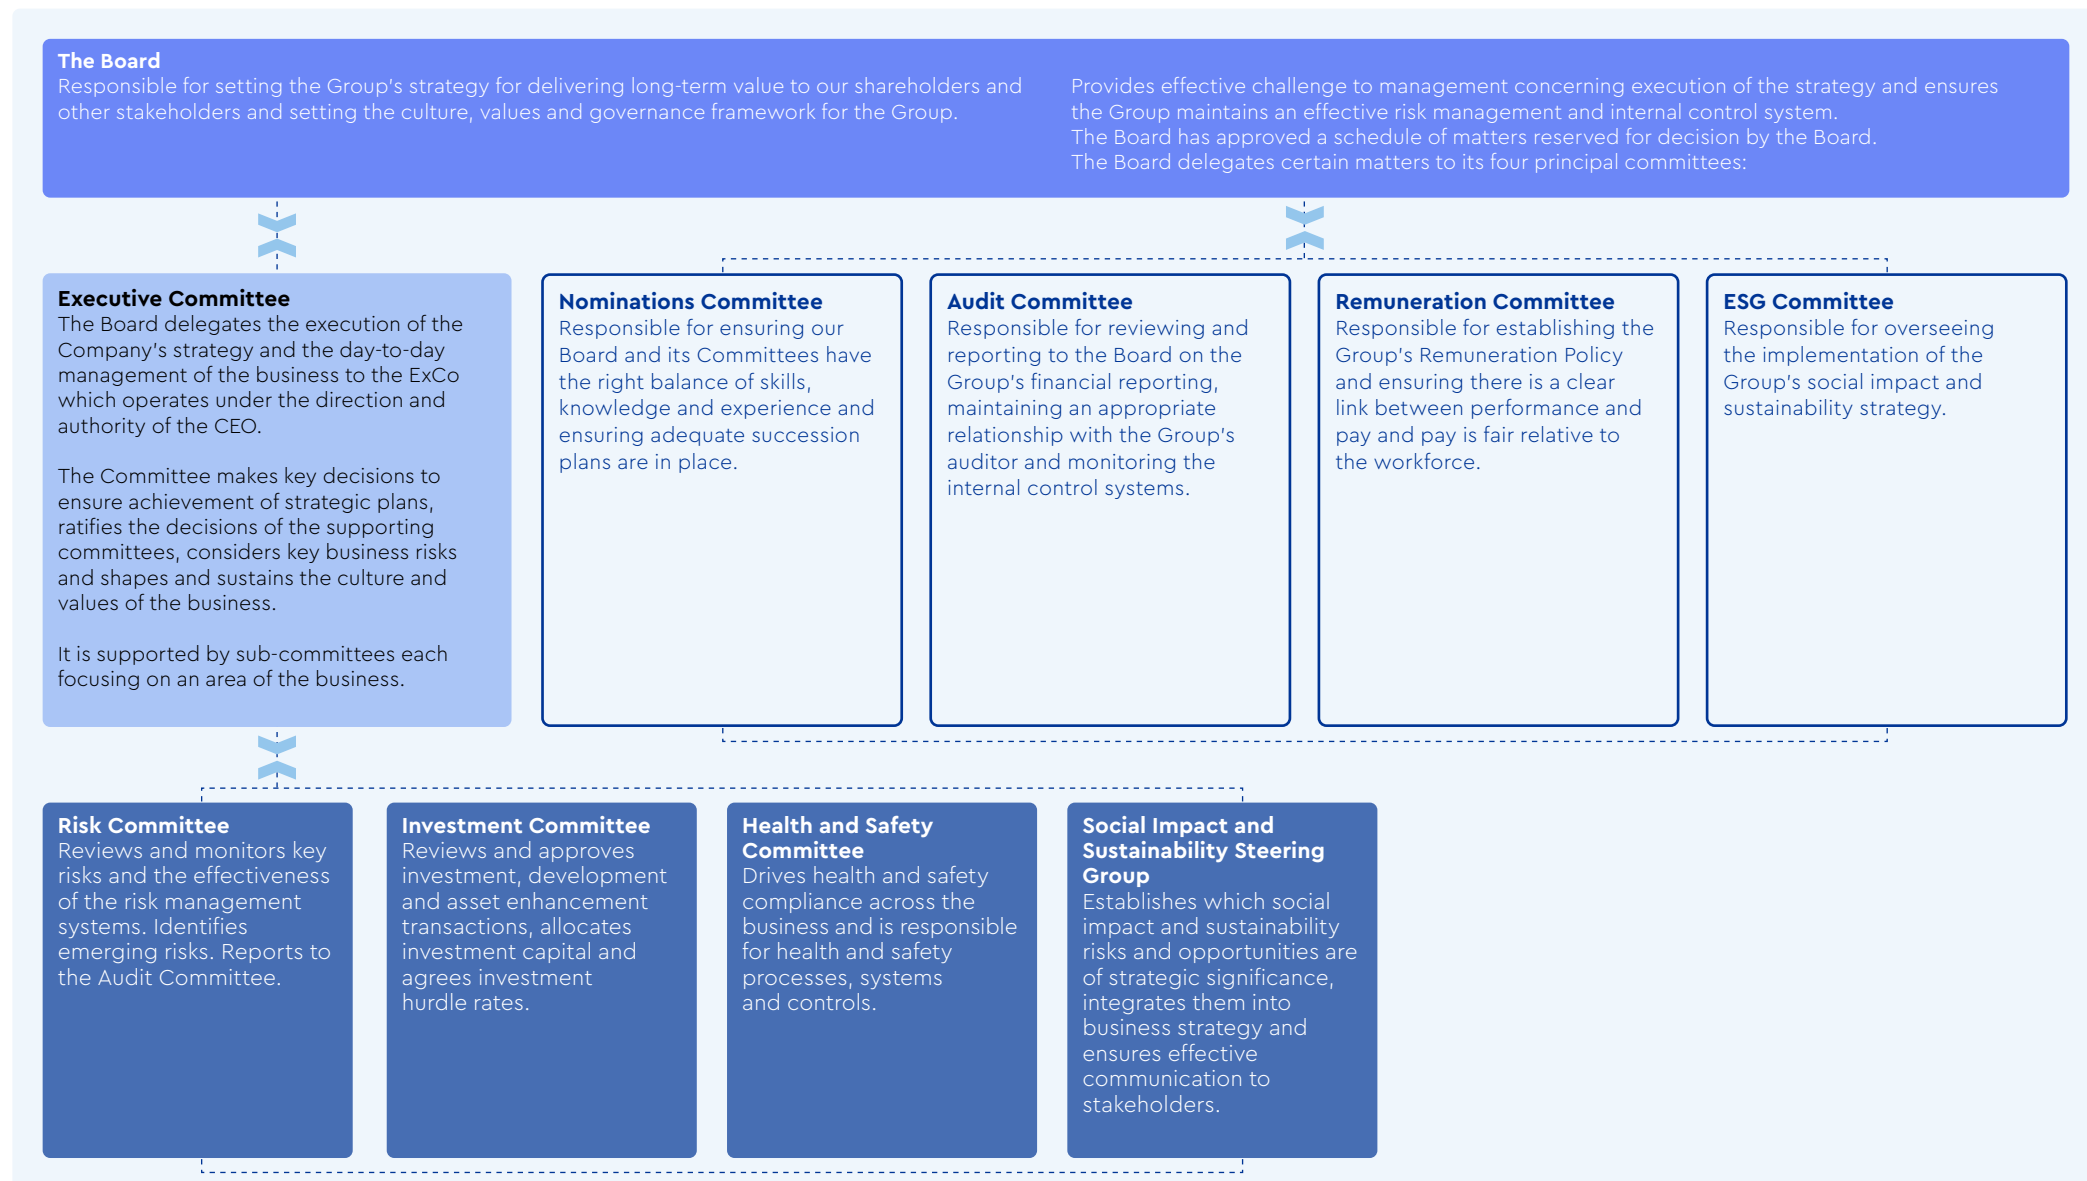 The Board
Responsible for setting the Group's strategy for delivering long-term value to our shareholders and
other stakeholders and setting the culture, values and governance framework for the Group.
Provides effective challenge to management concerning execution of the strategy and ensures
the Group maintains an effective risk management and internal control system.
The Board has approved a schedule of matters reserved for decision by the Board.
The Board delegates certain matters to its four principal committees:
Executive Committee
The Board delegates the execution of the
Company's strategy and the day-to-day
management of the business to the ExCo
which operates under the direction and
authority of the CEO.
The Committee makes key decisions to
ensure achievement of strategic plans,
ratifies the decisions of the supporting
committees, considers key business risks
and shapes and sustains the culture and
values of the business.
It is supported by sub-committees each
focusing on an area of the business.
Nominations Committee
Responsible for ensuring our
Board and its Committees have
the right balance of skills,
knowledge and experience and
ensuring adequate succession
plans are in place.
Audit Committee
Responsible for reviewing and
reporting to the Board on the
Group's financial reporting,
maintaining an appropriate
relationship with the Group's
auditor and monitoring the
internal control systems.
Remuneration Committee
Responsible for establishing the
Group's Remuneration Policy
and ensuring there is a clear
link between performance and
pay and pay is fair relative to
the workforce.
ESG Committee
Responsible for overseeing
the implementation of the
Group's social impact and
sustainability strategy.
Risk Committee
Reviews and monitors key
risks and the effectiveness
of the risk management
systems. Identifies
emerging risks. Reports to
the Audit Committee.
Investment Committee
Reviews and approves
investment, development
and asset enhancement
transactions, allocates
investment capital and
agrees investment
hurdle rates.
Health and Safety
Committee
Drives health and safety
compliance across the
business and is responsible
for health and safety
processes, systems
and controls.
Social Impact and
Sustainability Steering
Group
Establishes which social
impact and sustainability
risks and opportunities are
of strategic significance,
integrates them into
business strategy and
ensures effective
communication to
stakeholders.